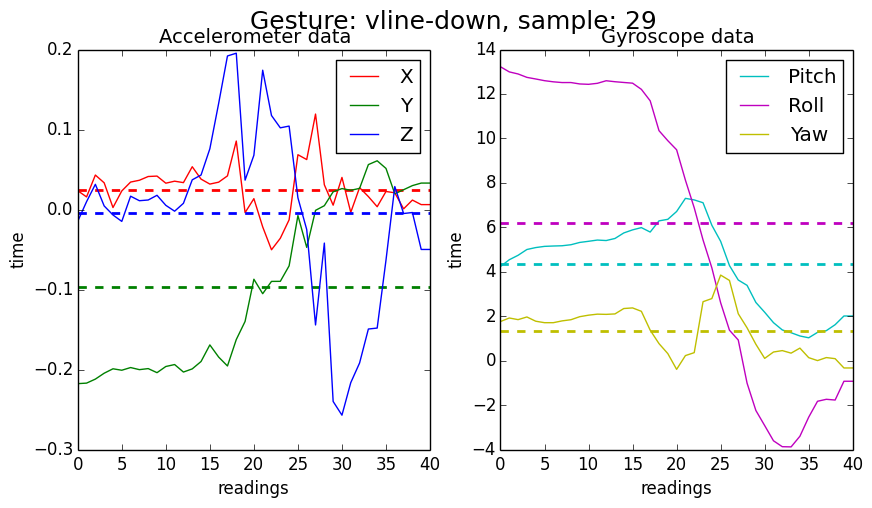 Gesture: vline-down, sample: 29
Accelerometer data
0.2
0.1
0.0
−0.1
−0.2
−0.3
time
X
Y
Z
0 5 10 15 20 25 30 35 40
readings
Gyroscope data
14
12
10
8
6
4
2
0
−2
−4
time
Pitch
Roll
Yaw
0 5 10 15 20 25 30 35 40
readings